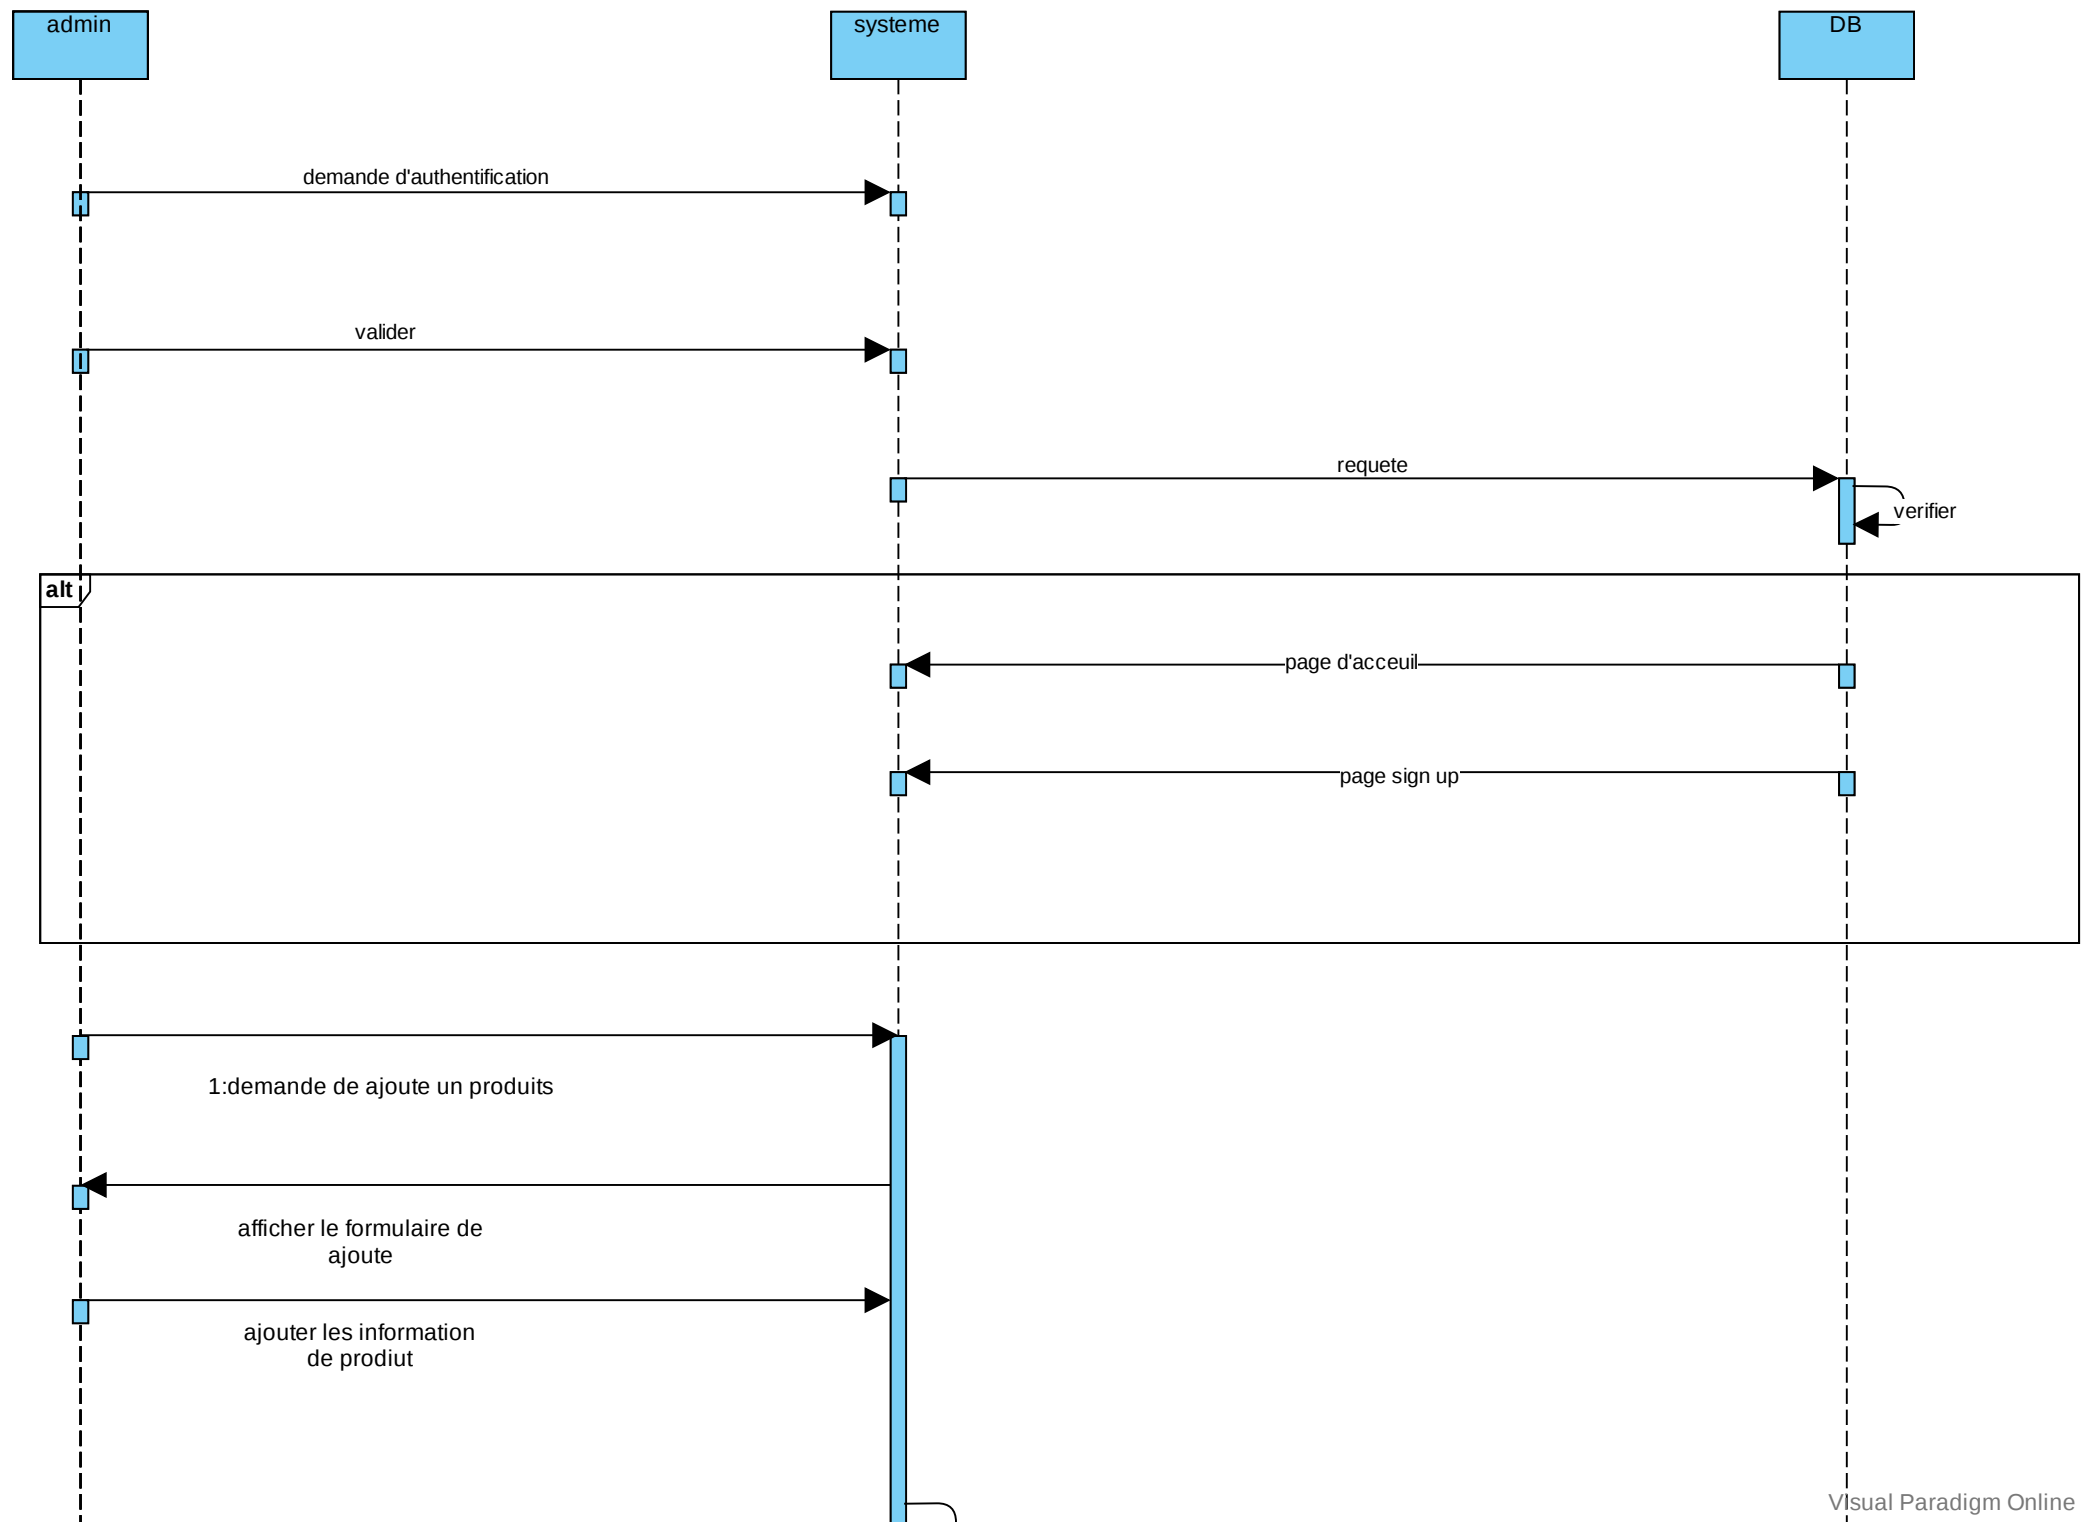 admin
systeme
DB
demande d'authentification
valider
requete
verifier
alt
page d'acceuil
page sign up
1:demande de ajoute un produits
afficher le formulaire de
ajoute
ajouter les information
de prodiut
Visual Paradigm Online